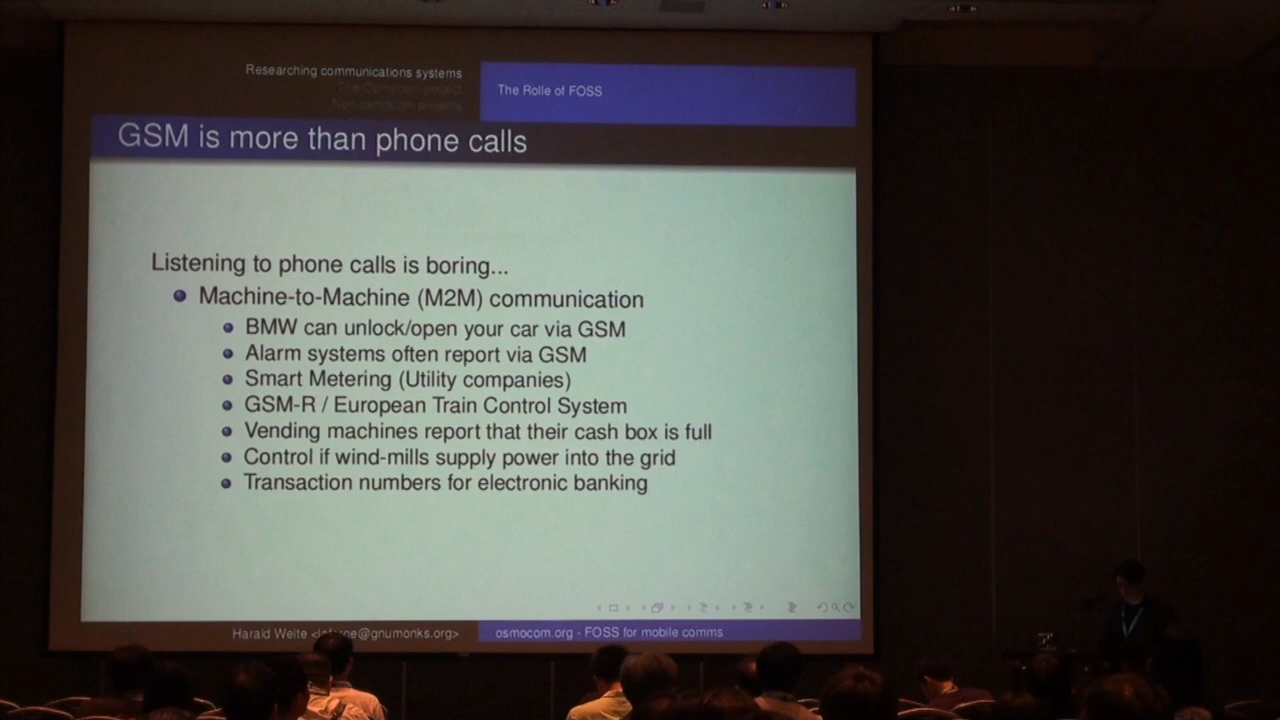 Researching communications systems
The Osmocom project
Non-osmocom projects
The Rolle of FOSS
GSM is more than phone calls
Listening to phone calls is boring...
Machine-to-Machine (M2M) communication
BMW can unlock/open your car via GSM
Alarm systems often report via GSM
Smart Metering (Utility companies)
GSM-R / European Train Control System
Vending machines report that their cash box is full
Control if wind-mills supply power into the grid
Transaction numbers for electronic banking
Harald Welte <laforge@gnumonks.org>
osmocom.org - FOSS for mobile comms